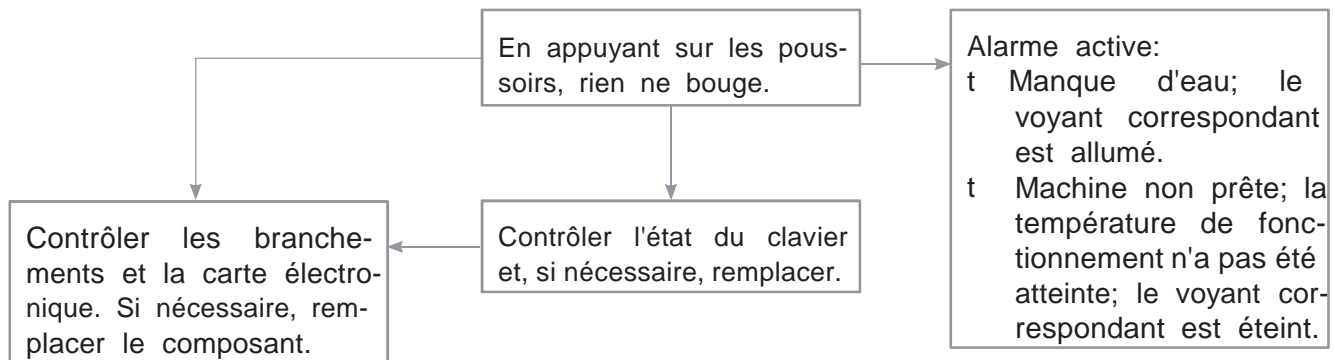 En appuyant sur les pous-
soirs, rien ne bouge.
Alarme active:
t Manque d'eau; le
voyant correspondant
est allumé.
t Machine non prête; la
température de fonc-
tionnement n'a pas été
atteinte; le voyant cor-
respondant est éteint.
Contrôler les branche-
ments et la carte électro-
nique. Si nécessaire, rem-
placer le composant.
Contrôler l'état du clavier
et, si nécessaire, remplacer.